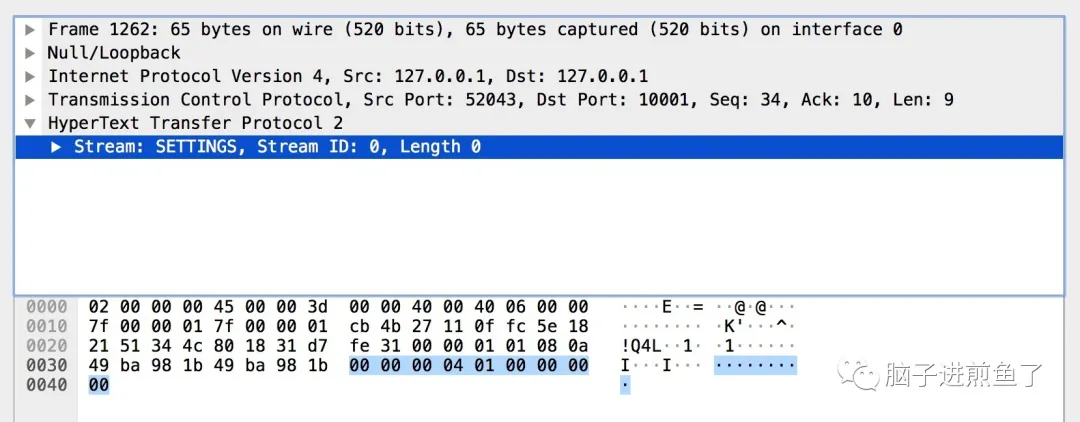 Frame 1262: 65 bytes on wire (520 bits), 65 bytes captured (520 bits) on interface 0
Null/Loopback
Internet Protocol Version 4, Src: 127.0.0.1, Dst: 127.0.0.1
Transmission Control Protocol, Src Port: 52043, Dst Port: 10001, Seq: 34, Ack: 10, Len: 9
HyperText Transfer Protocol 2
Stream: SETTINGS, Stream ID: 0, Length 0
0000 02 00 00 00 45 00 00 3d 00 00 40 00 40 06 00 00 ····E··= ··@·@···
0010 7f 00 00 01 7f 00 00 01 cb 4b 27 11 0f fc 5e 18 ········ ·K'···^·
0020 21 51 34 4c 80 18 31 d7 fe 31 00 00 01 01 08 0a !Q4L··1· ·1······
0030 49 ba 98 1b 49 ba 98 1b 00 00 00 04 01 00 00 00 I···I··· ········
0040 00 ·
脑子进煎鱼了